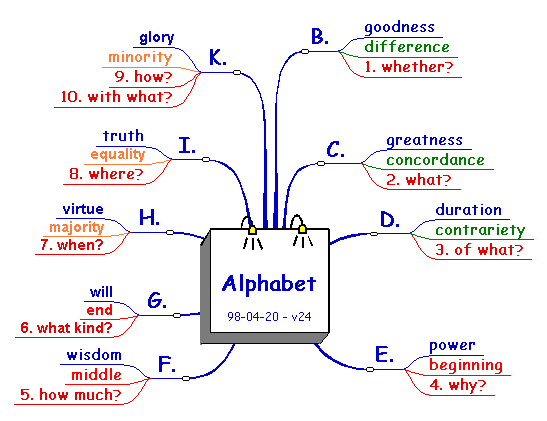 Alphabet
98-04-20 - v24
B.
goodness
difference
1. whether?
C.
greatness
concordance
2. what?
D.
duration
contrariety
3. of what?
E.
power
beginning
4. why?
F.
wisdom
middle
5. how much?
G.
will
end
6. what kind?
H.
virtue
majority
7. when?
I.
truth
equality
8. where?
K.
glory
minority
9. how?
10. with what?